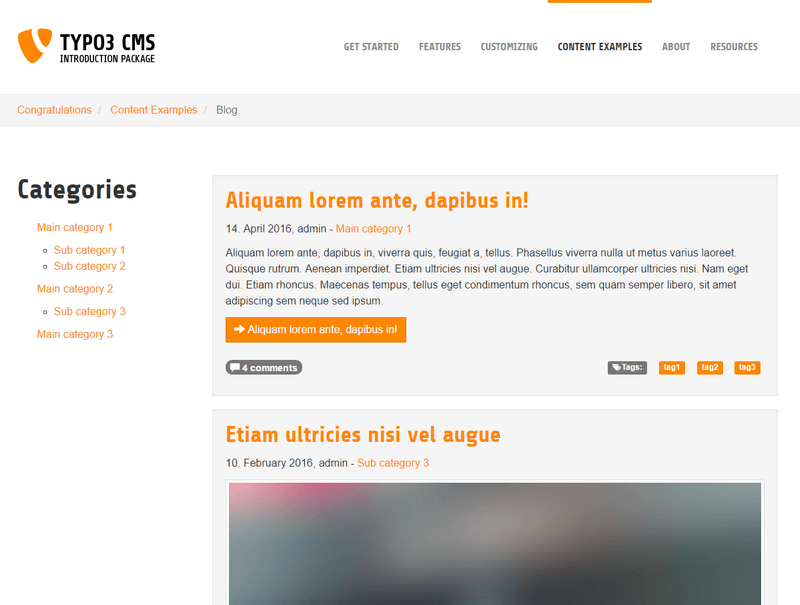 TYPO3 CMS
INTRODUCTION PACKAGE
GET STARTED FEATURES CUSTOMIZING CONTENT EXAMPLES ABOUT RESOURCES
Congratulations / Content Examples / Blog
Categories
Main category 1
Sub category 1
Sub category 2
Main category 2
Sub category 3
Main category 3
Aliquam lorem ante, dapibus in!
14. April 2016, admin - Main category 1
Aliquam lorem ante, dapibus in, viverra quis, feugiat a, tellus. Phasellus viverra nulla ut metus varius laoreet.
Quisque rutrum. Aenean imperdiet. Etiam ultricies nisi vel augue. Curabitur ullamcorper ultricies nisi. Nam eget
dui. Etiam rhoncus. Maecenas tempus, tellus eget condimentum rhoncus, sem quam semper libero, sit amet
adipiscing sem neque sed ipsum.
Aliquam lorem ante, dapibus in!
4 comments Tags: tag1 tag2 tag3
Etiam ultricies nisi vel augue
10. February 2016, admin - Sub category 3